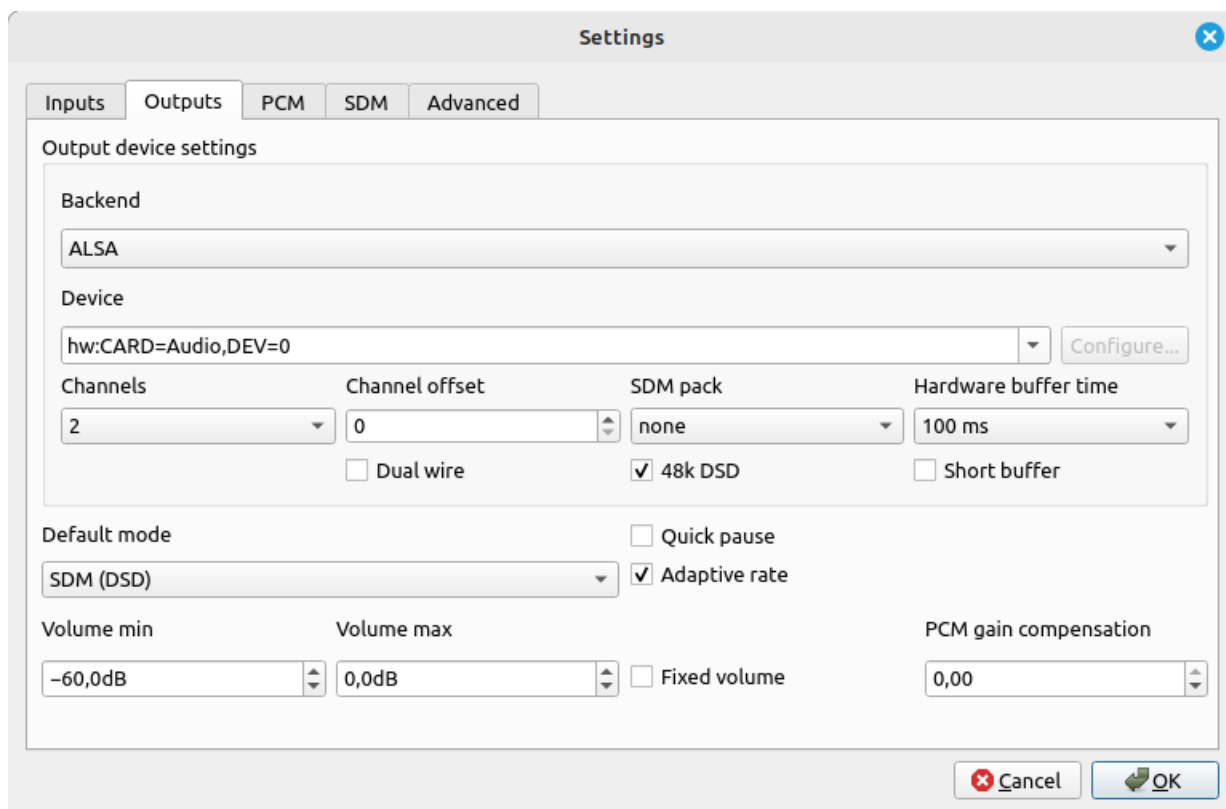 Settings
Inputs Outputs PCM SDM Advanced
Output device settings
Backend
ALSA
Device
hw:CARD=Audio,DEV=0 Configure...
Channels Channel offset SDM pack Hardware buffer time
2 0 none 100 ms
Dual wire 48k DSD Short buffer
Default mode Quick pause
SDM (DSD) Adaptive rate
Volume min Volume max PCM gain compensation
−60,0dB 0,0dB Fixed volume 0,00
Cancel OK